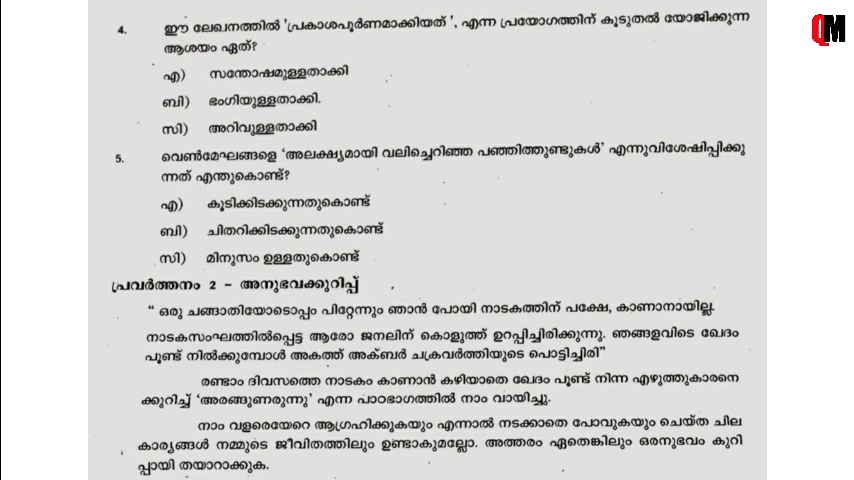 QM
4. ഈ ലേഖനത്തിൽ 'പ്രകാശപൂർണമാക്കിയത് ', എന്ന പ്രയോഗത്തിന് കൂടുതൽ യോജിക്കുന്ന
ആശയം ഏത്?
എ) സന്തോഷമുള്ളതാക്കി
ബി) ഭംഗിയുള്ളതാക്കി.
സി) അറിവുള്ളതാക്കി
5. വെൺമേഘങ്ങളെ 'അലക്ഷ്യമായി വലിച്ചെറിഞ്ഞ പഞ്ഞിത്തുണ്ടുകൾ' എന്നുവിശേഷിപ്പിക്കു
ന്നത് എന്തുകൊണ്ട്?
എ) കൂടിക്കിടക്കുന്നതുകൊണ്ട്
ബി) ചിതറിക്കിടക്കുന്നതുകൊണ്ട്
സി) മിനുസം ഉള്ളതുകൊണ്ട്
പ്രവർത്തനം 2 - അനുഭവക്കുറിപ്പ്
“ ഒരു ചങ്ങാതിയോടൊപ്പം പിറ്റേന്നും ഞാൻ പോയി നാടകത്തിന് പക്ഷേ, കാണാനായില്ല.
നാടകസംഘത്തിൽപ്പെട്ട ആരോ ജനലിന് കൊളുത്ത് ഉറപ്പിച്ചിരിക്കുന്നു. ഞങ്ങളവിടെ ഖേദം
പൂണ്ട് നിൽക്കുമ്പോൾ അകത്ത് അക്ബർ ചക്രവർത്തിയുടെ പൊട്ടിച്ചിരി”
രണ്ടാം ദിവസത്തെ നാടകം കാണാൻ കഴിയാതെ ഖേദം പൂണ്ട് നിന്ന എഴുത്തുകാരനെ
ക്കുറിച്ച് 'അരങ്ങുണരുന്നു' എന്ന പാഠഭാഗത്തിൽ നാം വായിച്ചു.
നാം വളരെയേറെ ആഗ്രഹിക്കുകയും എന്നാൽ നടക്കാതെ പോവുകയും ചെയ്ത ചില
കാര്യങ്ങൾ നമ്മുടെ ജീവിതത്തിലും ഉണ്ടാകുമല്ലോ. അത്തരം ഏതെങ്കിലും ഒരനുഭവം കുറി
പ്പായി തയാറാക്കുക.